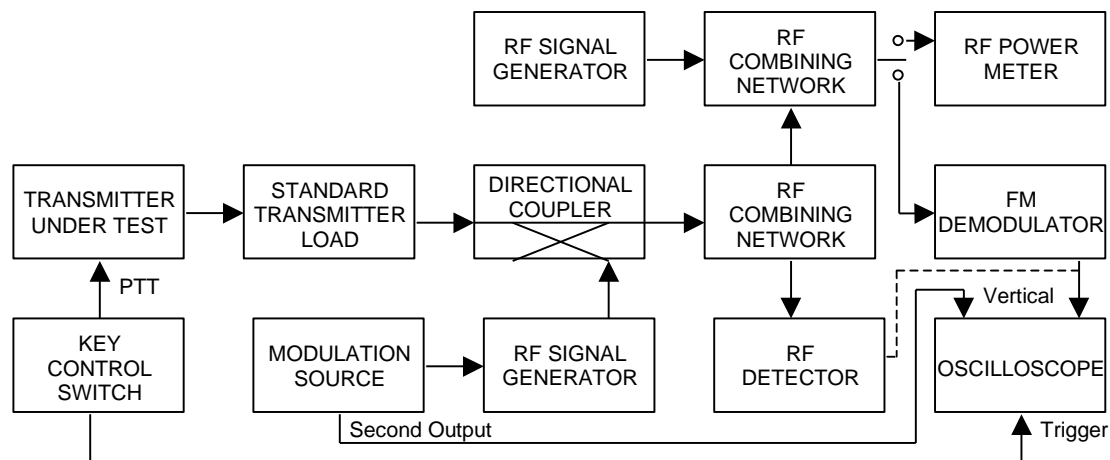 RF SIGNAL
GENERATOR
RF
COMBINING
NETWORK
RF POWER
METER
TRANSMITTER
UNDER TEST
STANDARD
TRANSMITTER
LOAD
DIRECTIONAL
COUPLER
RF
COMBINING
NETWORK
FM
DEMODULATOR
PTT
Vertical
KEY
CONTROL
SWITCH
MODULATION
SOURCE
RF SIGNAL
GENERATOR
RF
DETECTOR
OSCILLOSCOPE
Second Output
Trigger